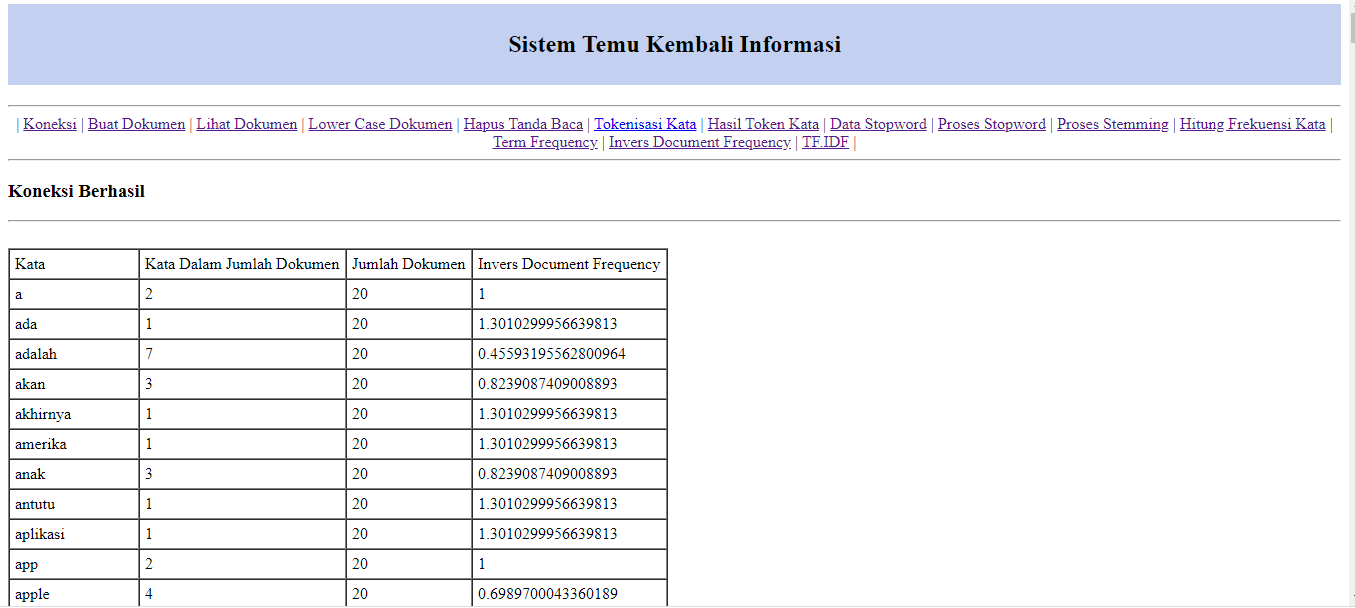 Sistem Temu Kembali Informasi
| Koneksi | Buat Dokumen | Lihat Dokumen | Lower Case Dokumen | Hapus Tanda Baca | Tokenisasi Kata | Hasil Token Kata | Data Stopword | Proses Stopword | Proses Stemming | Hitung Frekuensi Kata |
Term Frequency | Invers Document Frequency | TF.IDF |
Koneksi Berhasil
Kata Kata Dalam Jumlah Dokumen Jumlah Dokumen Invers Document Frequency
a 2 20 1
ada 1 20 1.3010299956639813
adalah 7 20 0.45593195562800964
akan 3 20 0.8239087409008893
akhirnya 1 20 1.3010299956639813
amerika 1 20 1.3010299956639813
anak 3 20 0.8239087409008893
antutu 1 20 1.3010299956639813
aplikasi 1 20 1.3010299956639813
app 2 20 1
apple 4 20 0.6989700043360189